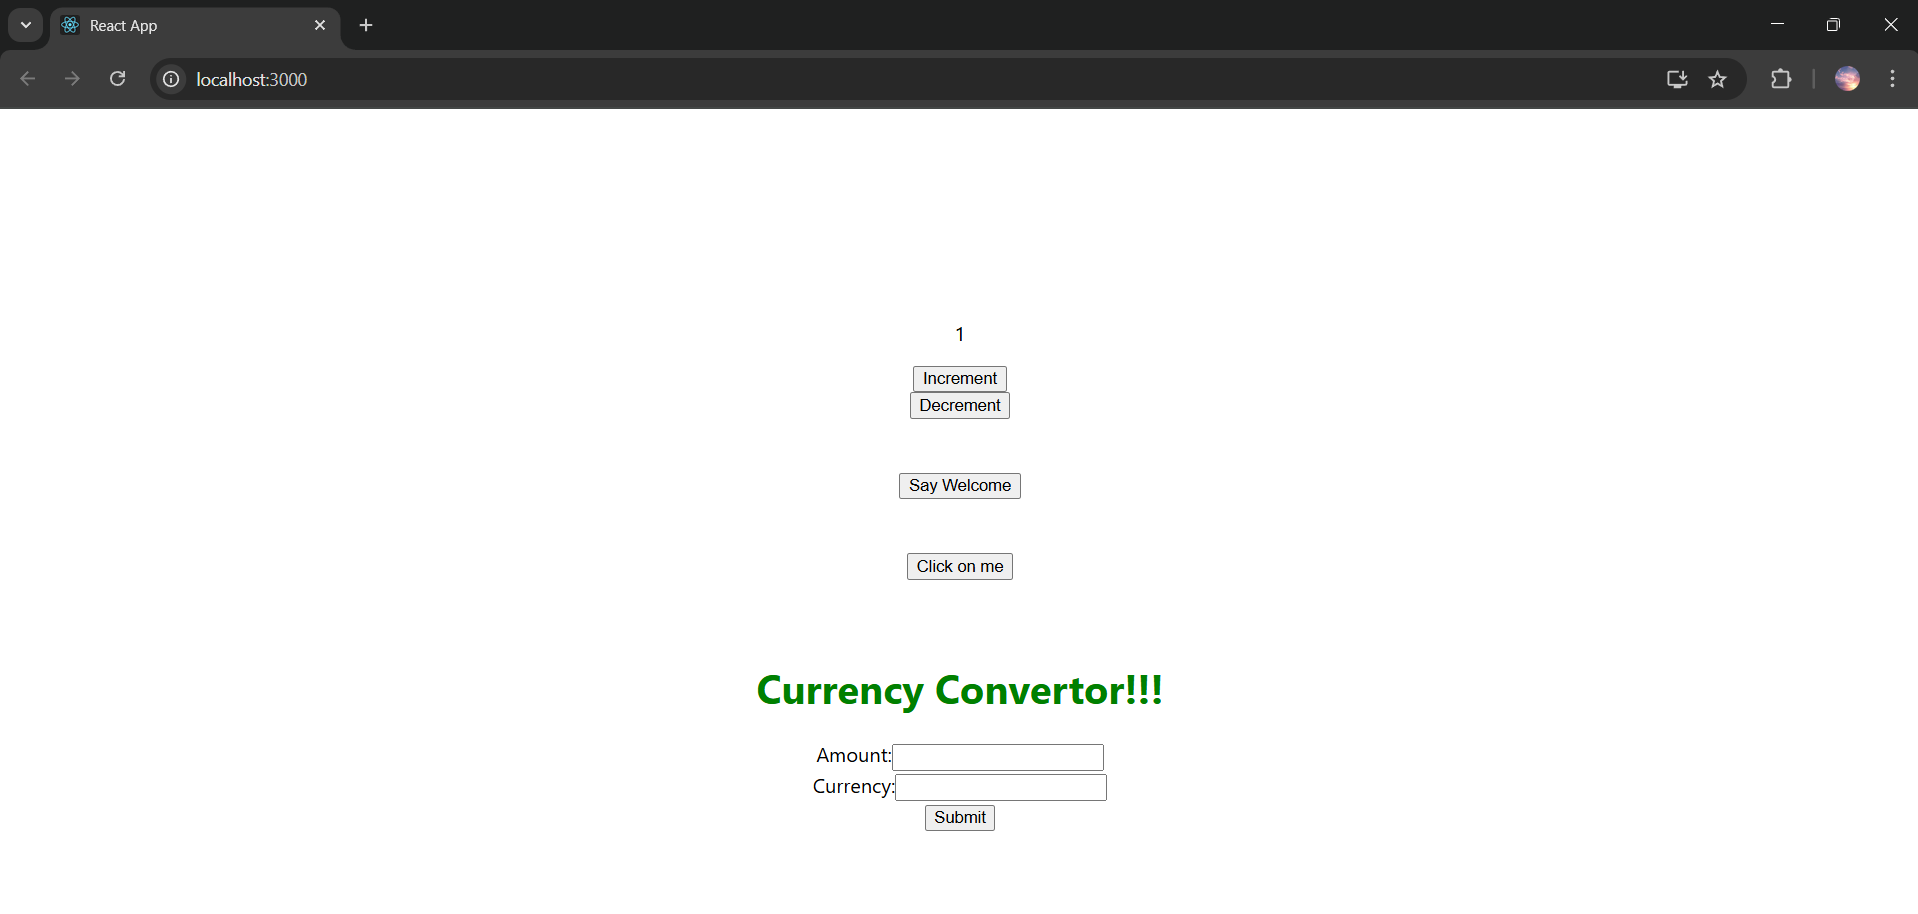 React App
localhost:3000
1
Increment
Decrement
Say Welcome
Click on me
Currency Convertor!!!
Amount:
Currency:
Submit